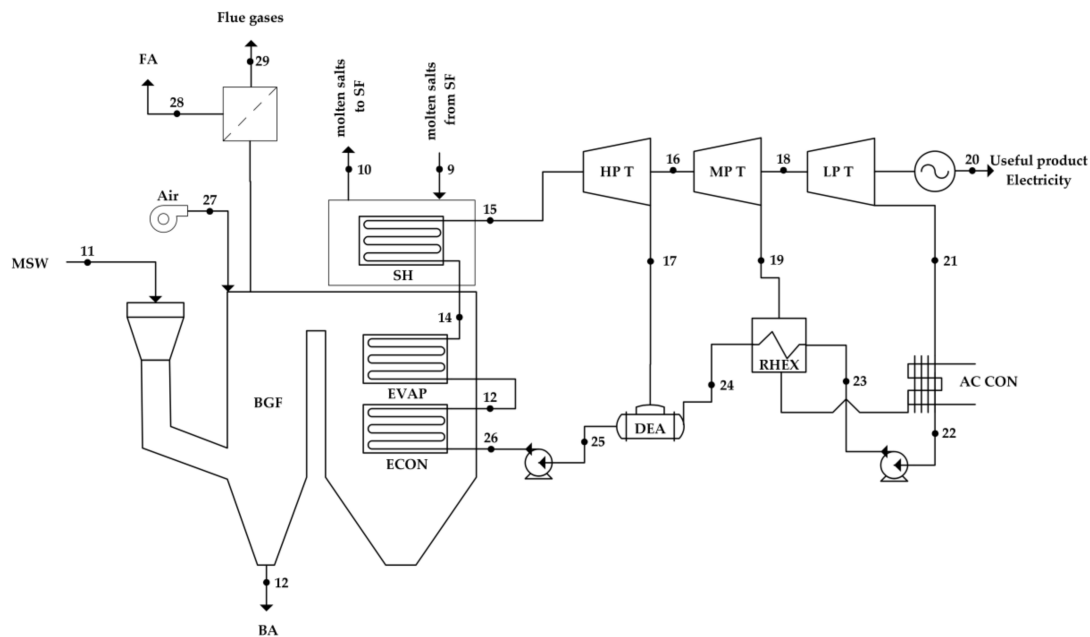 Flue gases
29
FA
28
molten salts
to SF
molten salts
from SF
10
9
Air
27
11
MSW
15
SH
14
HP T
16
MP T
18
LP T
20
Useful product
Electricity
17
19
21
EVAP
12
ECON
26
BGF
RHEX
24
23
AC CON
DEA
25
22
12
BA